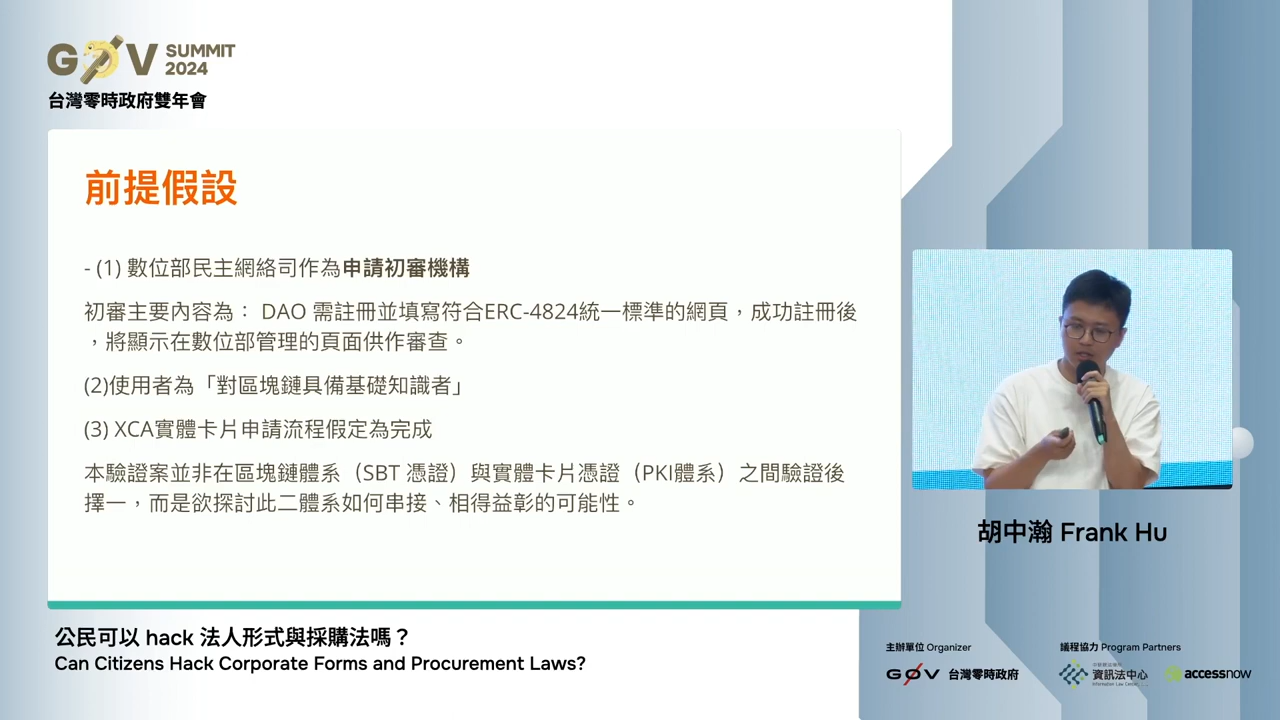 G0V SUMMIT 2024
台灣零時政府雙年會
前提假設
- (1) 數位部民主網絡司作為申請初審機構
初審主要內容為： DAO 需註冊並填寫符合ERC-4824統一標準的網頁，成功註冊後
，將顯示在數位部管理的頁面供作審查。
(2)使用者為「對區塊鏈具備基礎知識者」
(3) XCA實體卡片申請流程假定為完成
本驗證案並非在區塊鏈體系（SBT 憑證）與實體卡片憑證（PKI體系）之間驗證後
擇一，而是欲探討此二體系如何串接、相得益彰的可能性。
胡中瀚 Frank Hu
公民可以 hack 法人形式與採購法嗎？
Can Citizens Hack Corporate Forms and Procurement Laws?
主辦單位 Organizer
G0V 台灣零時政府
議程協力 Program Partners
資訊法中心
Information Law Center
accessnow